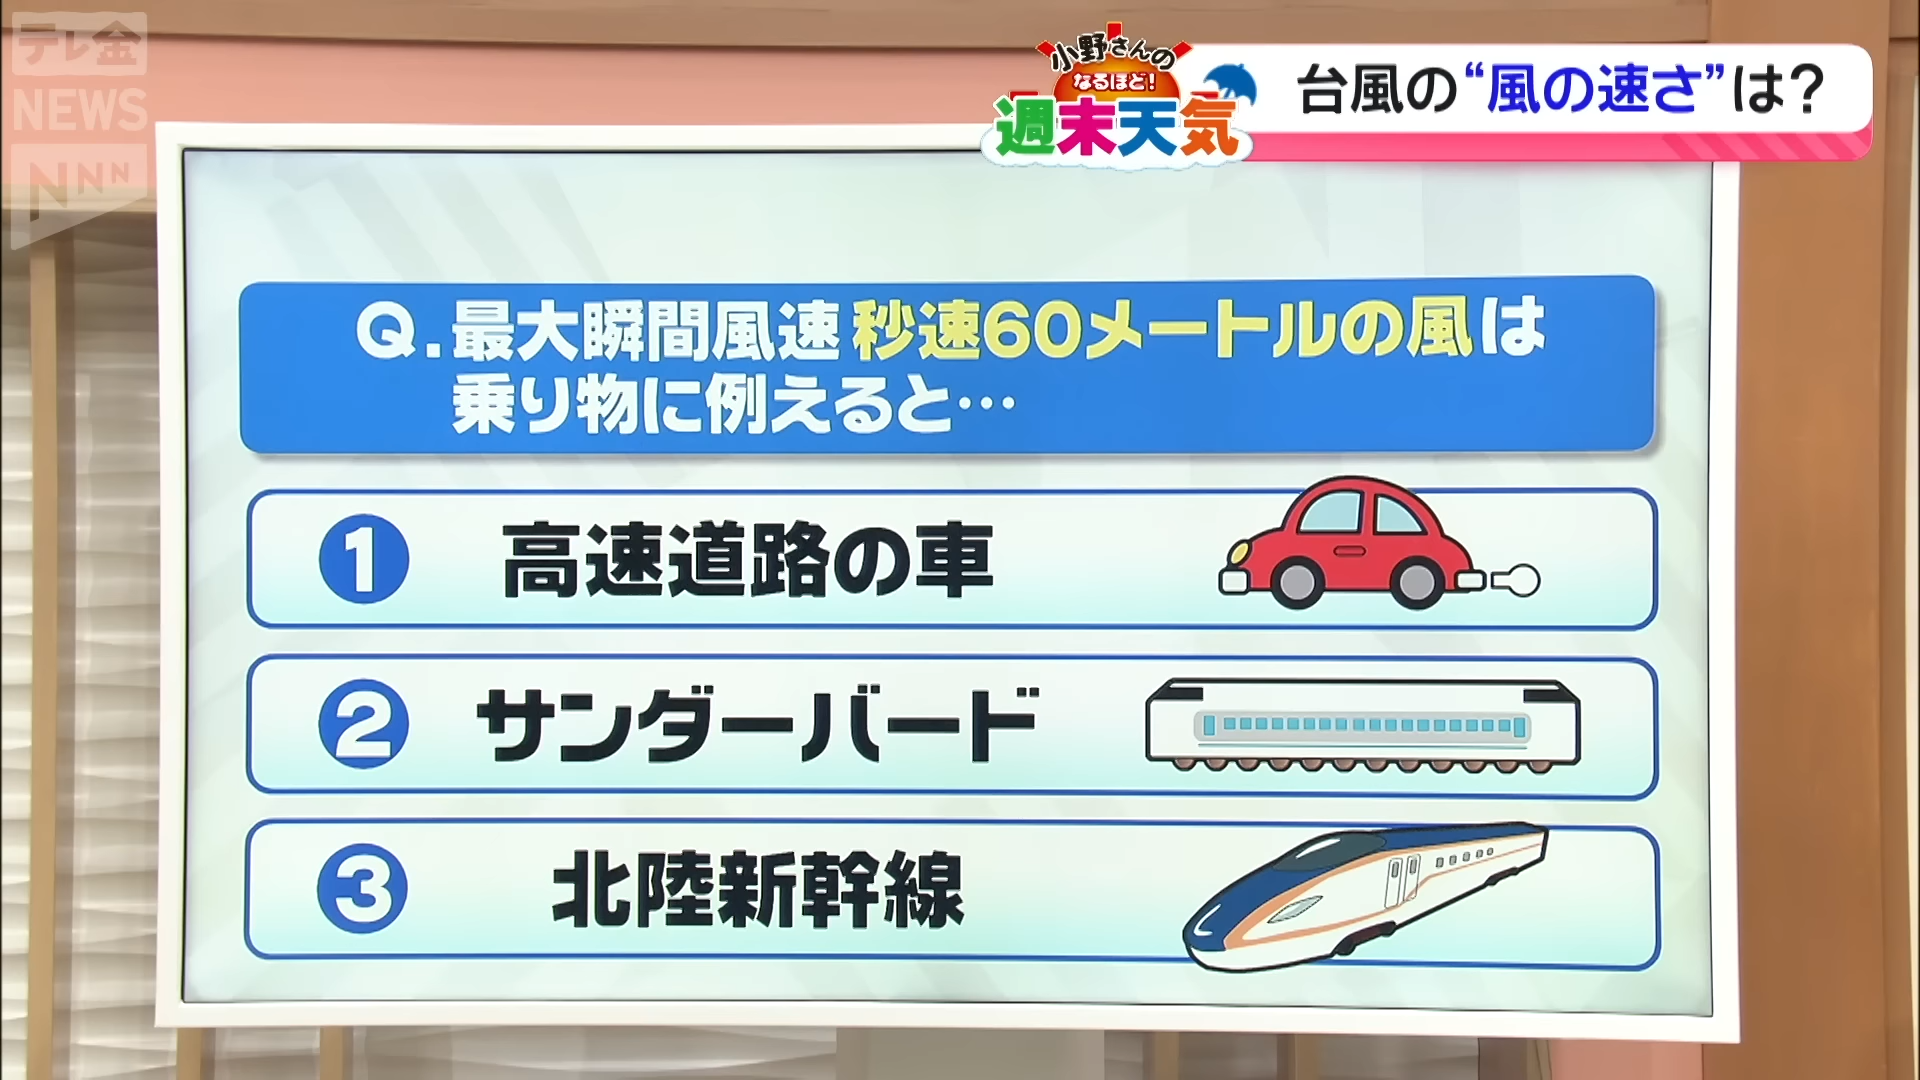 テレ金
NEWS
NNN
小野さんの
なるほど!
週末天気
台風の“風の速さ”は?
Q.最大瞬間風速 秒速60メートルの風は
乗り物に例えると…
1 高速道路の車
2 サンダーバード
3 北陸新幹線